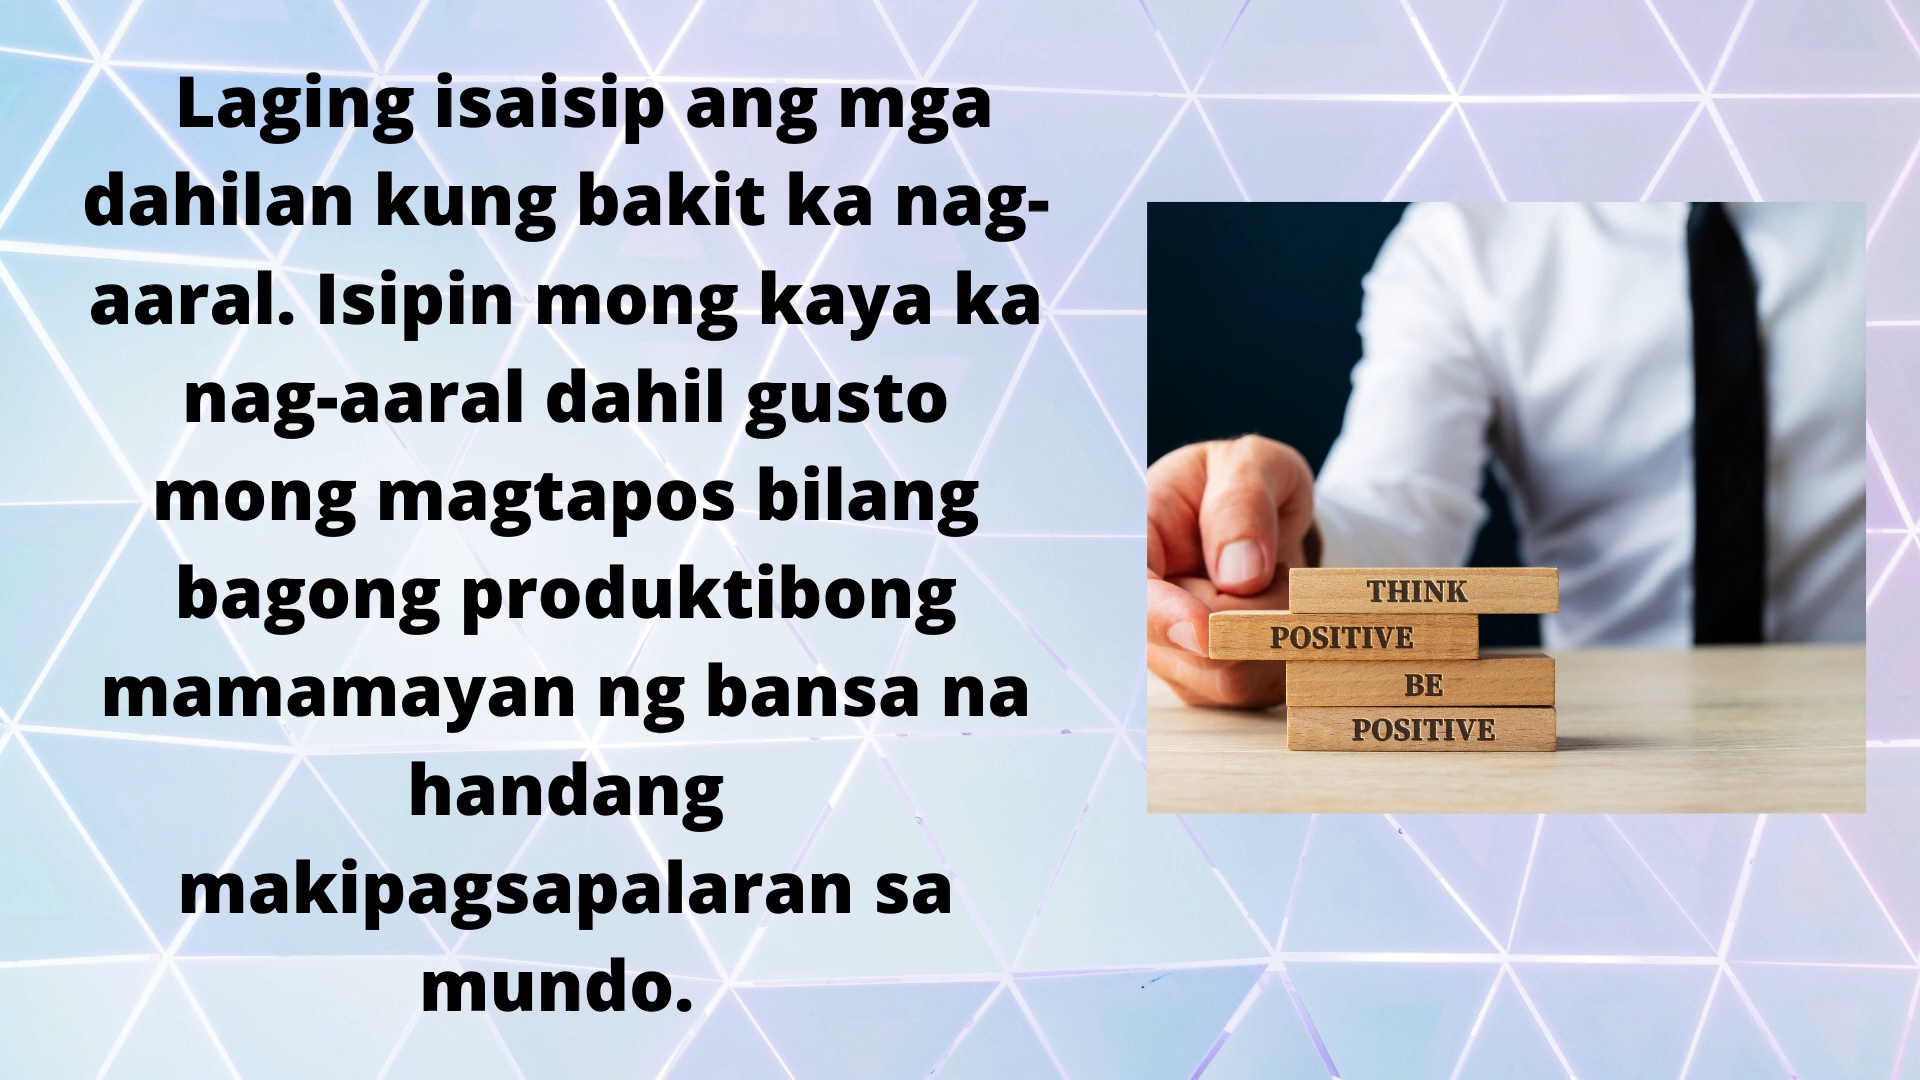 Laging isaisip ang mga
dahilan kung bakit ka nag-
aaral. Isipin mong kaya ka
nag-aaral dahil gusto
mong magtapos bilang
bagong produktibong
mamamayan ng bansa na
handang
makipagsapalaran sa
mundo.
THINK
POSITIVE
BE
POSITIVE